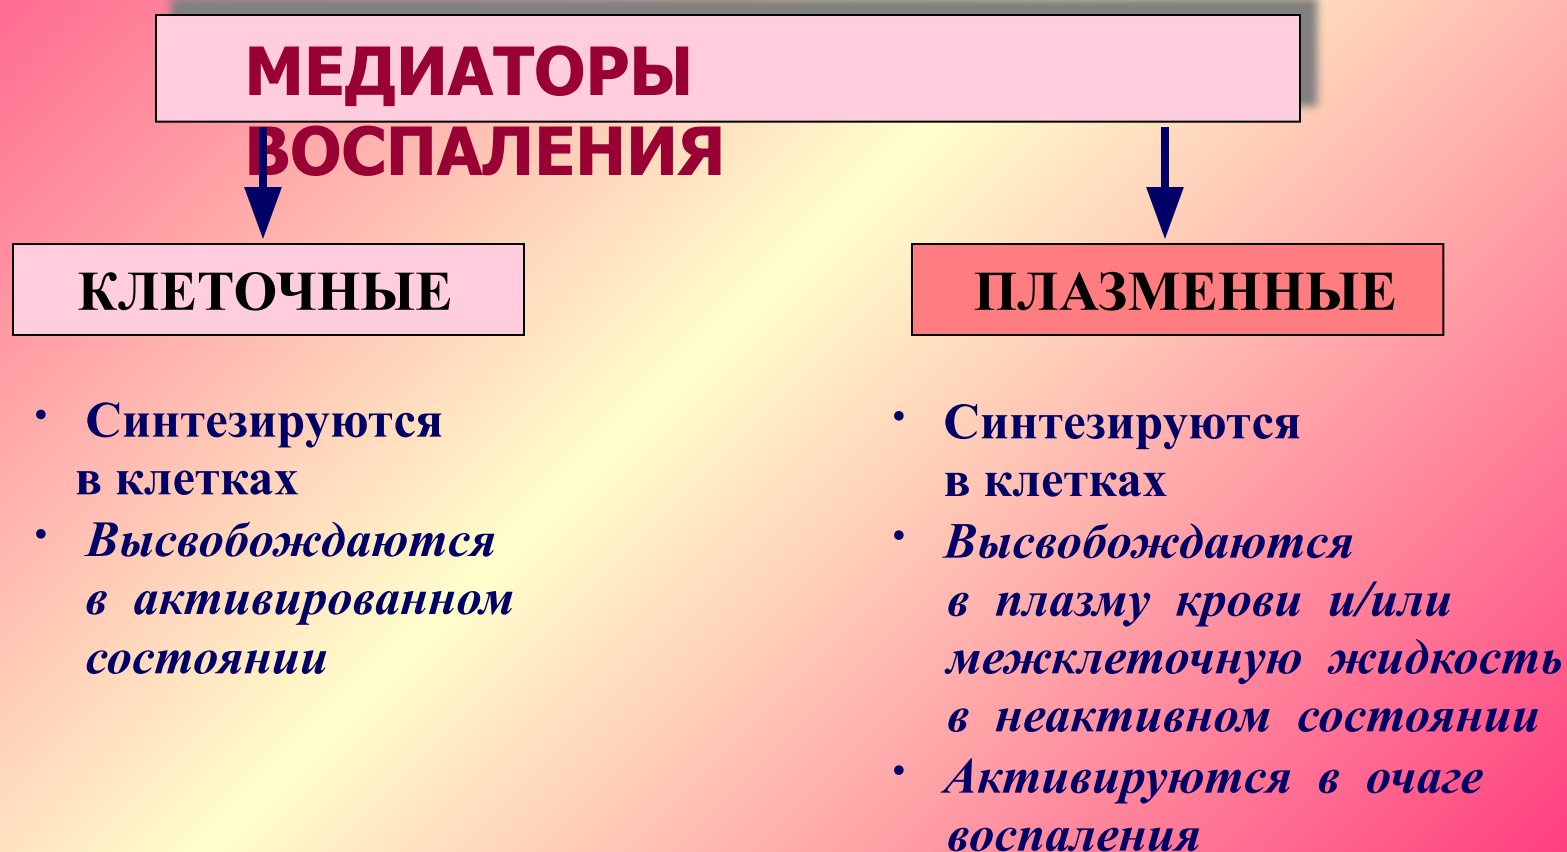 МЕДИАТОРЫ
ВОСПАЛЕНИЯ
КЛЕТОЧНЫЕ
• Синтезируются
в клетках
• Высвобождаются
в активированном
состоянии
ПЛАЗМЕННЫЕ
• Синтезируются
в клетках
• Высвобождаются
в плазму крови и/или
межклеточную жидкость
в неактивном состоянии
• Активируются в очаге
воспаления